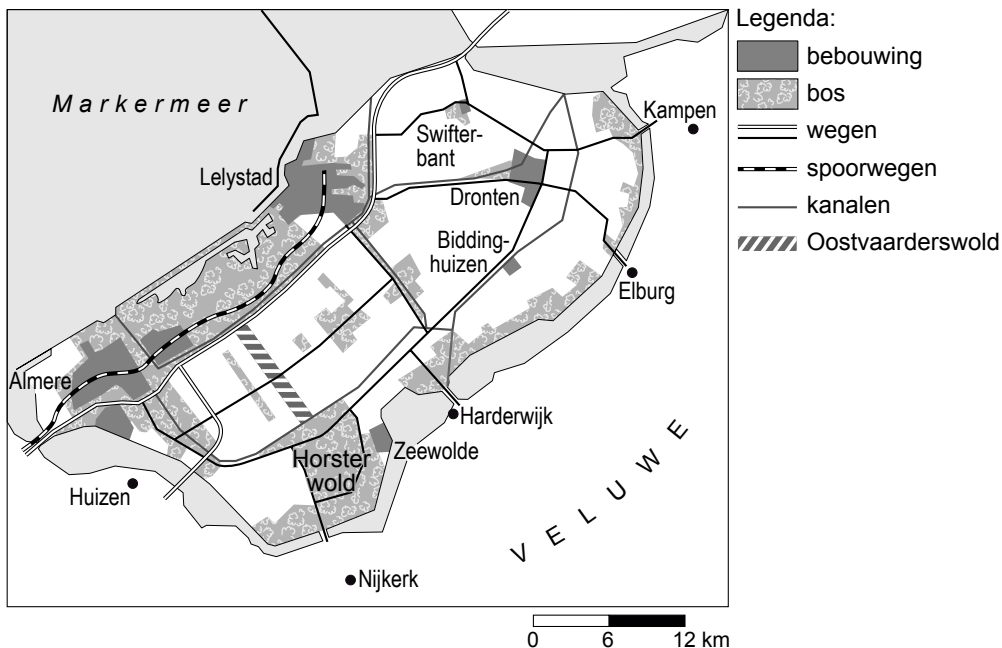 Markermeer
Lelystad
Swifter-
bant
Kampen
Dronten
Bidding-
huizen
Elburg
Almere
Harderwijk
Zeewolde
Horster
wold
Huizen
Nijkerk
VELUWE
Legenda:
bebouwing
bos
wegen
spoorwegen
kanalen
Oostvaarderswold
0 6 12 km